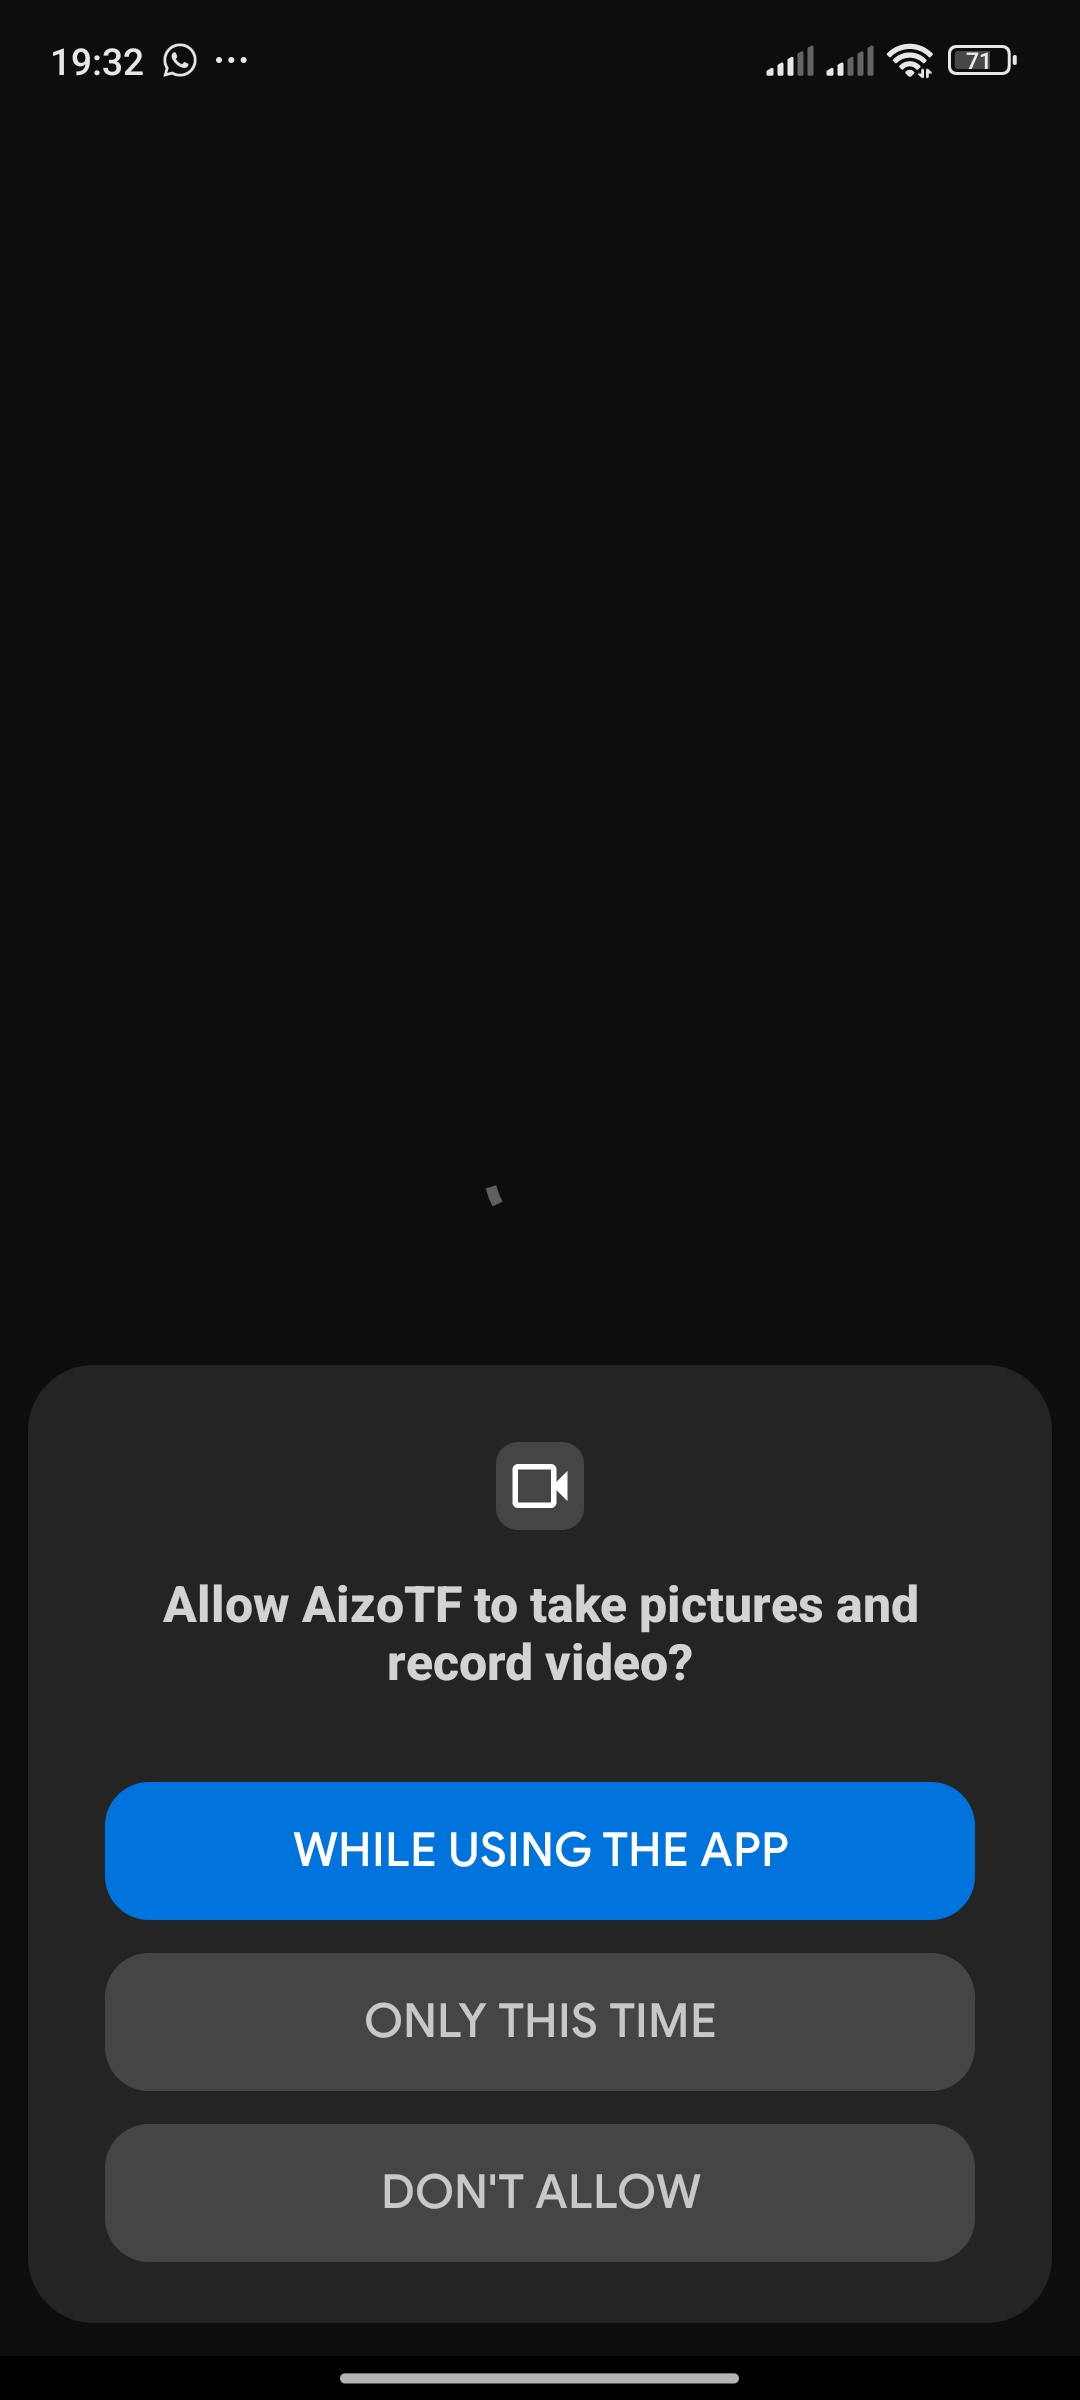 19:32
71
Allow AizoTF to take pictures and
record video?
WHILE USING THE APP
ONLY THIS TIME
DON'T ALLOW